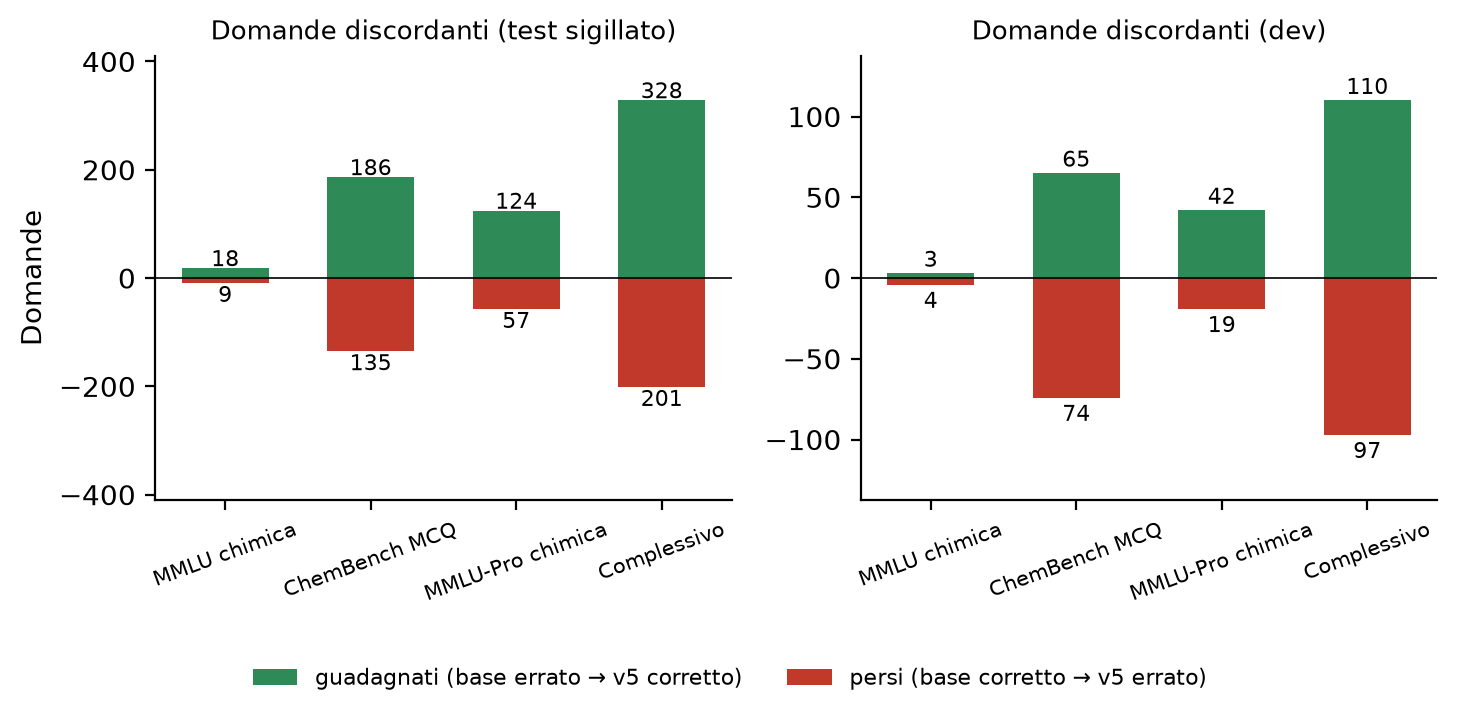 Domande discordanti (test sigillato)
Domande
400
200
0
−200
−400
18
9
186
135
124
57
328
201
MMLU chimica
ChemBench MCQ
MMLU-Pro chimica
Complessivo
Domande discordanti (dev)
100
50
0
−50
−100
3
4
65
74
42
19
110
97
MMLU chimica
ChemBench MCQ
MMLU-Pro chimica
Complessivo
guadagnati (base errato → v5 corretto)
persi (base corretto → v5 errato)